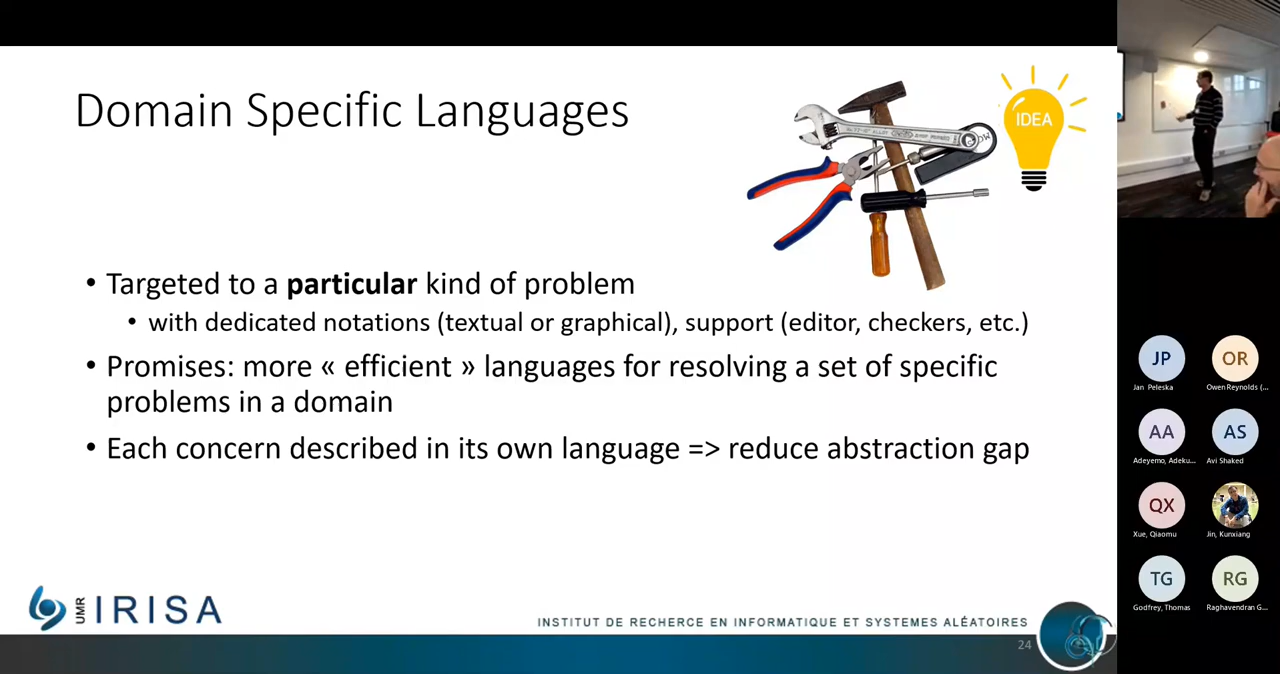 Domain Specific Languages
IDEA
• Targeted to a particular kind of problem
• with dedicated notations (textual or graphical), support (editor, checkers, etc.)
• Promises: more « efficient » languages for resolving a set of specific
problems in a domain
• Each concern described in its own language => reduce abstraction gap
UMR IRISA
INSTITUT DE RECHERCE EN INFORMATIQUE ET SYSTEMES ALÉATOIRES
24
JP
OR
Jan Peleska
Owen Reynolds (...
AA
AS
Adeyemo, Adeku...
Avi Shaked
QX
Xue, Qiaomu
Jin, Kunxiang
TG
RG
Godfrey, Thomas
Raghavendran G...